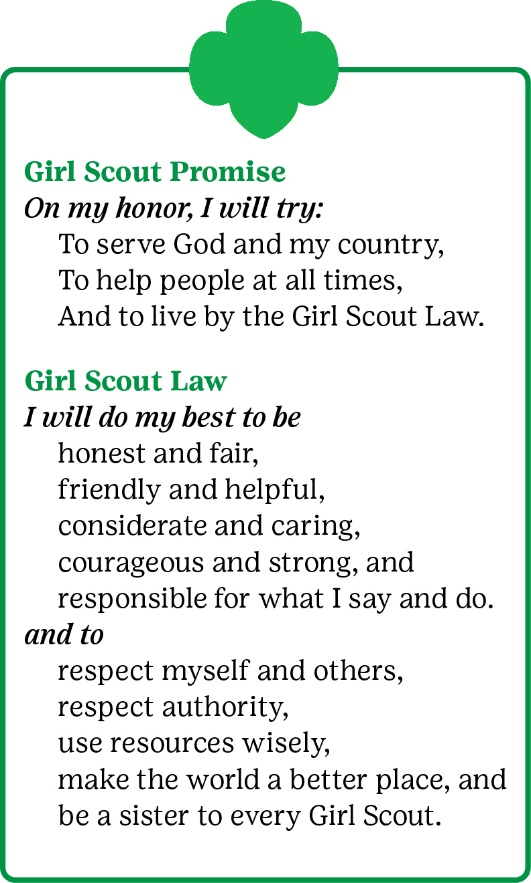 Girl Scout Promise
On my honor, I will try:
To serve God and my country,
To help people at all times,
And to live by the Girl Scout Law.
Girl Scout Law
I will do my best to be
honest and fair,
friendly and helpful,
considerate and caring,
courageous and strong, and
responsible for what I say and do.
and to
respect myself and others,
respect authority,
use resources wisely,
make the world a better place, and
be a sister to every Girl Scout.